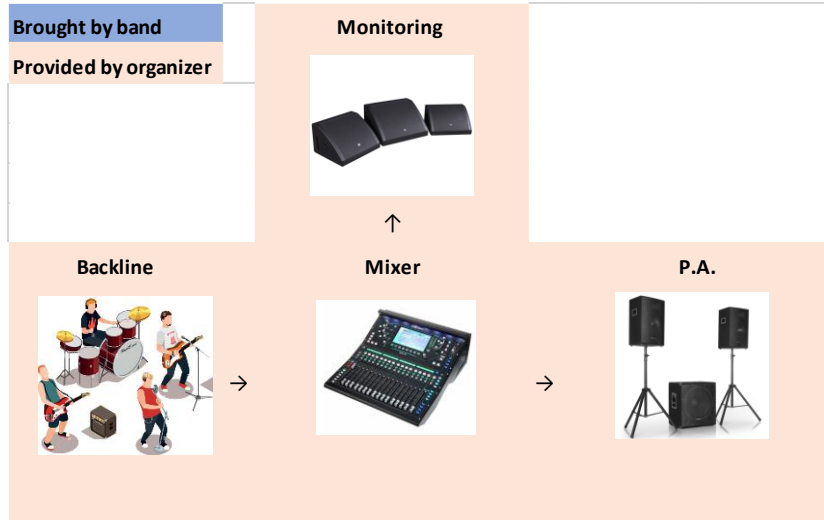 Brought by band
Provided by organizer
Monitoring
↑
Backline
Mixer
P.A.
→
→